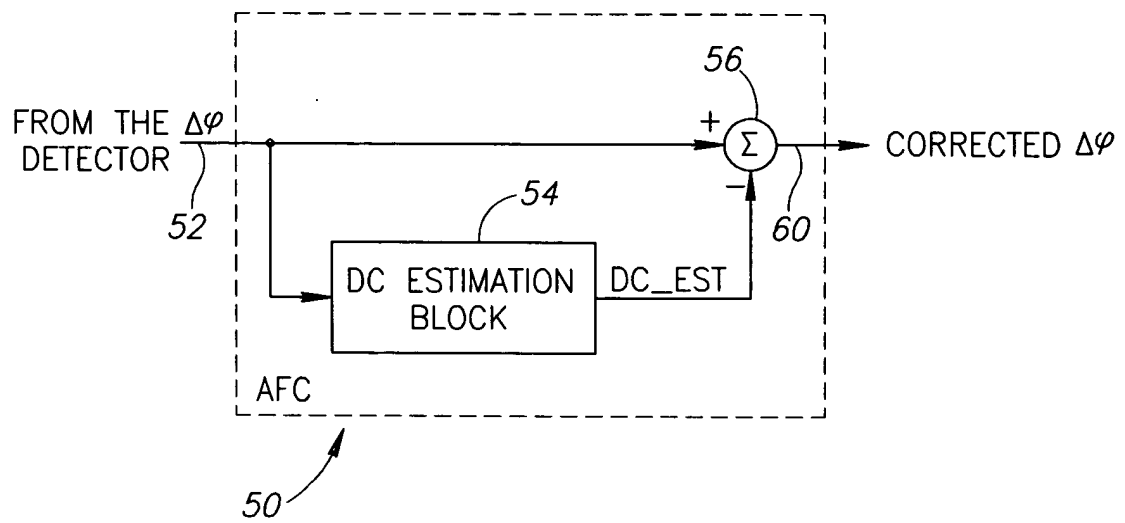 56
FROM THE Δφ
DETECTOR
+
Σ
CORRECTED Δφ
−
52
54
60
DC ESTIMATION
BLOCK
DC_EST
AFC
50